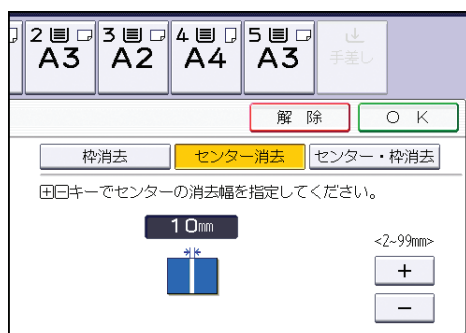 2 3 4 5
A3 A2 A4 A3 手差し
解 除 O K
枠消去 センター消去 センター・枠消去
+-キーでセンターの消去幅を指定してください。
10mm
<2~99mm>
+
-